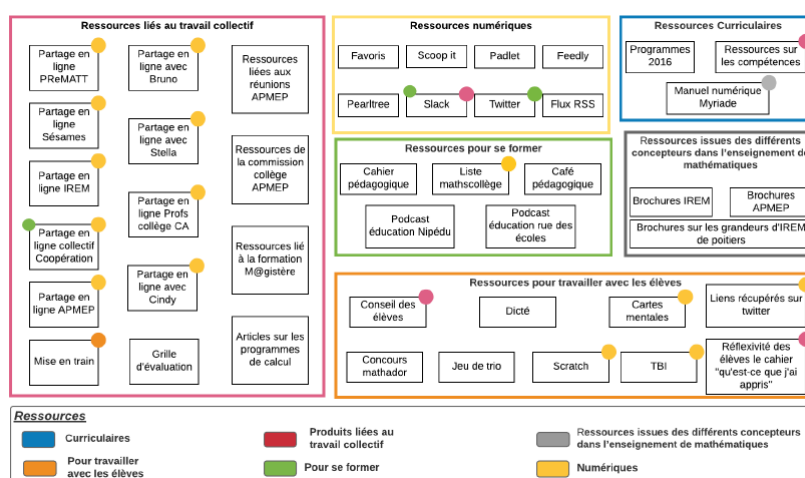 Ressources liés au travail collectif
Partage en
ligne
PReMATT
Partage en
ligne avec
Bruno
Ressources
liées aux
réunions
APMEP
Partage en
ligne
Sésames
Partage en
ligne avec
Stella
Ressources de
la commission
collège
APMEP
Partage en
ligne IREM
Partage en
ligne Profs
collège CA
Partage en
ligne collectif
Coopération
Ressources lié
à la formation
M@gistère
Partage en
ligne avec
Cindy
Partage en
ligne APMEP
Articles sur les
programmes
de calcul
Mise en train
Grille
d'évaluation
Ressources numériques
Favoris
Scoop it
Padlet
Feedly
Pearltree
Slack
Twitter
Flux RSS
Ressources pour se former
Cahier
pédagogique
Liste
mathscollège
Café
pédagogique
Podcast
éducation Nipédu
Podcast
éducation rue des
écoles
Ressources Curriculaires
Programmes
2016
Ressources sur
les compétences
Manuel numérique
Myriade
Ressources issues des différents
concepteurs dans l'enseignement de
mathématiques
Brochures IREM
Brochures
APMEP
Brochures sur les grandeurs d'IREM
de poitiers
Ressources pour travailler avec les élèves
Conseil des
élèves
Dicté
Cartes
mentales
Liens récupérés sur
twitter
Concours
mathador
Jeu de trio
Scratch
TBI
Réflexivité des
élèves le cahier
"qu'est-ce que j'ai
appris"
Ressources
Curriculaires
Produits liées au
travail collectif
Ressources issues des différents concepteurs
dans l'enseignement de mathématiques
Pour travailler
avec les élèves
Pour se former
Numériques